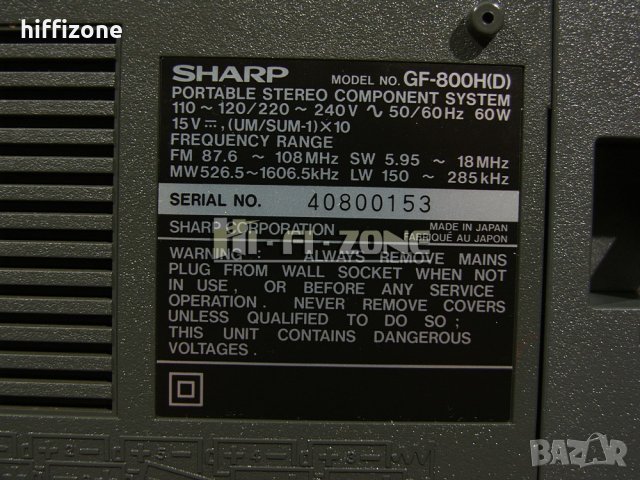 hiffizone
SHARP MODEL NO. GF-800H(D)
PORTABLE STEREO COMPONENT SYSTEM
110 ~ 120/220 ~ 240V ∿ 50/60Hz 60W
15V ⎓, (UM/SUM-1)×10
FREQUENCY RANGE
FM 87.6 ~ 108MHz SW 5.95 ~ 18MHz
MW 526.5~1606.5kHz LW 150 ~ 285kHz
SERIAL NO. 40800153
SHARP CORPORATION MADE IN JAPAN
FABRIQUÉ AU JAPON
Hi-Fi-ZONE
WARNING : ALWAYS REMOVE MAINS
PLUG FROM WALL SOCKET WHEN NOT
IN USE, OR BEFORE ANY SERVICE
OPERATION. NEVER REMOVE COVERS
UNLESS QUALIFIED TO DO SO ;
THIS UNIT CONTAINS DANGEROUS
VOLTAGES.
BAZAR